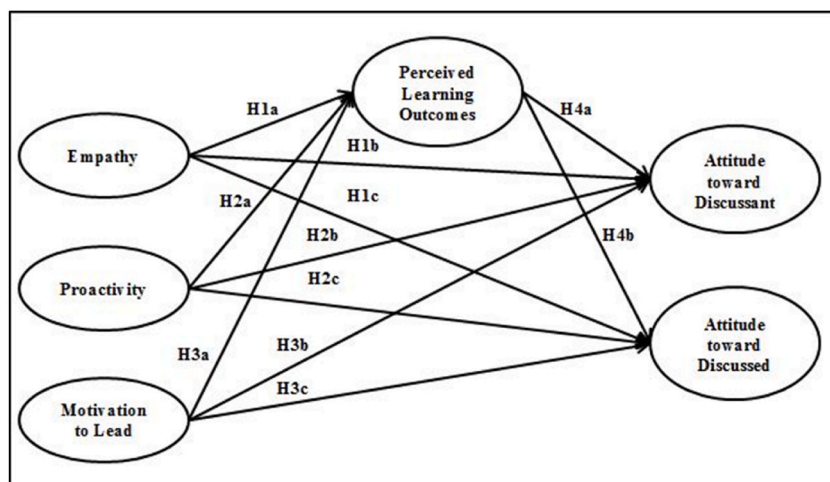 Perceived
Learning
Outcomes
H1a
H4a
Empathy
H1b
Attitude
toward
Discussant
H2a
H1c
H2b
H4b
Proactivity
H2c
Attitude
toward
Discussed
H3a
H3b
H3c
Motivation
to Lead